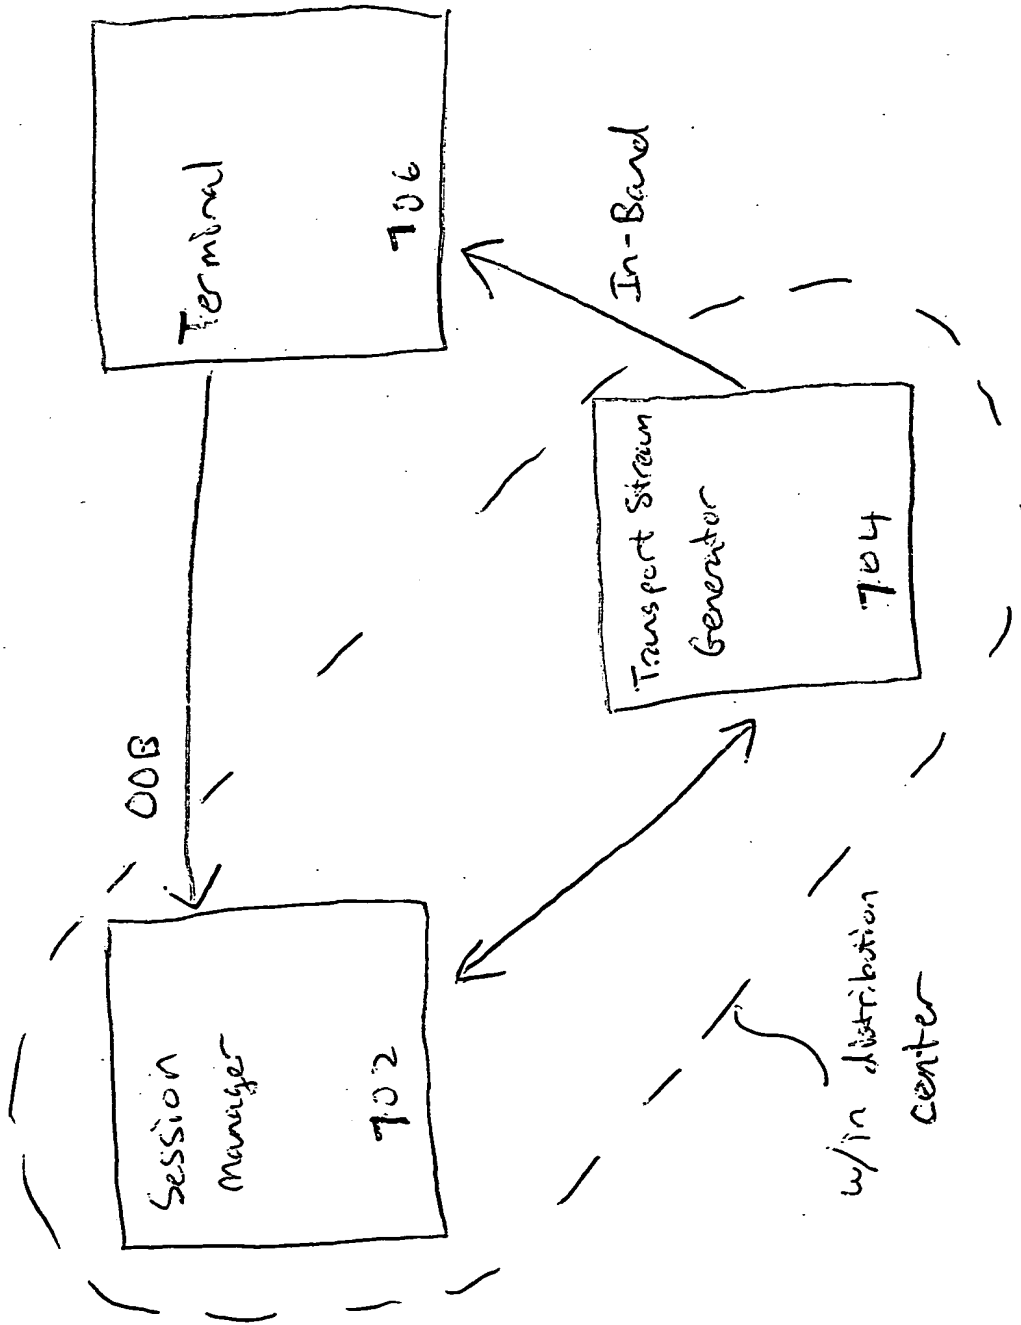 Session
Manager
702
OOB
Terminal
706
In-Band
Transport Stream
Generator
704
w/in distribution
center